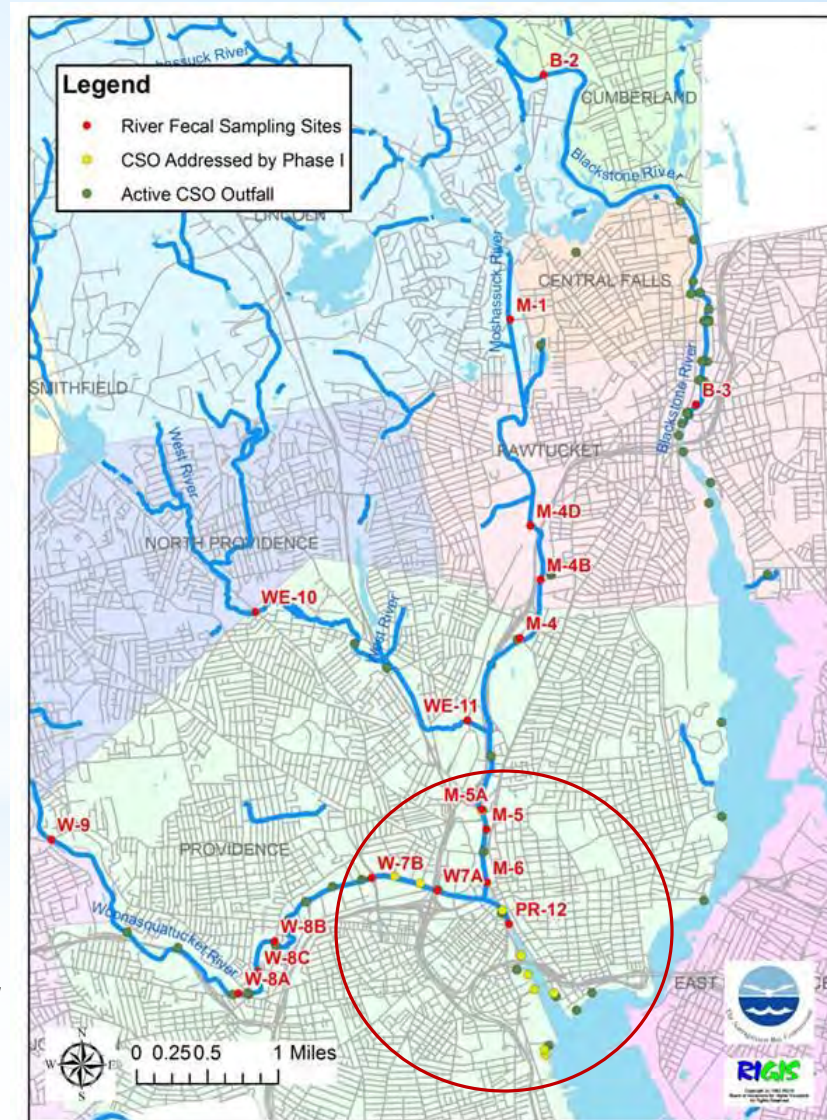 Legend
River Fecal Sampling Sites
CSO Addressed by Phase I
Active CSO Outfall
River
LINCOLN
B-2
CUMBERLAND
Blackstone River
Moshassuck River
CENTRAL FALLS
M-1
SMITHFIELD
B-3
Blackstone River
West River
PAWTUCKET
M-4D
NORTH PROVIDENCE
M-4B
WE-10
West River
M-4
WE-11
M-5A
M-5
W-9
PROVIDENCE
W-7B
W7A
M-6
PR-12
Woonasquatucket River
W-8B
W-8C
W-8A
EAST
N
W
E
S
0 0.25 0.5 1 Miles
RIGIS